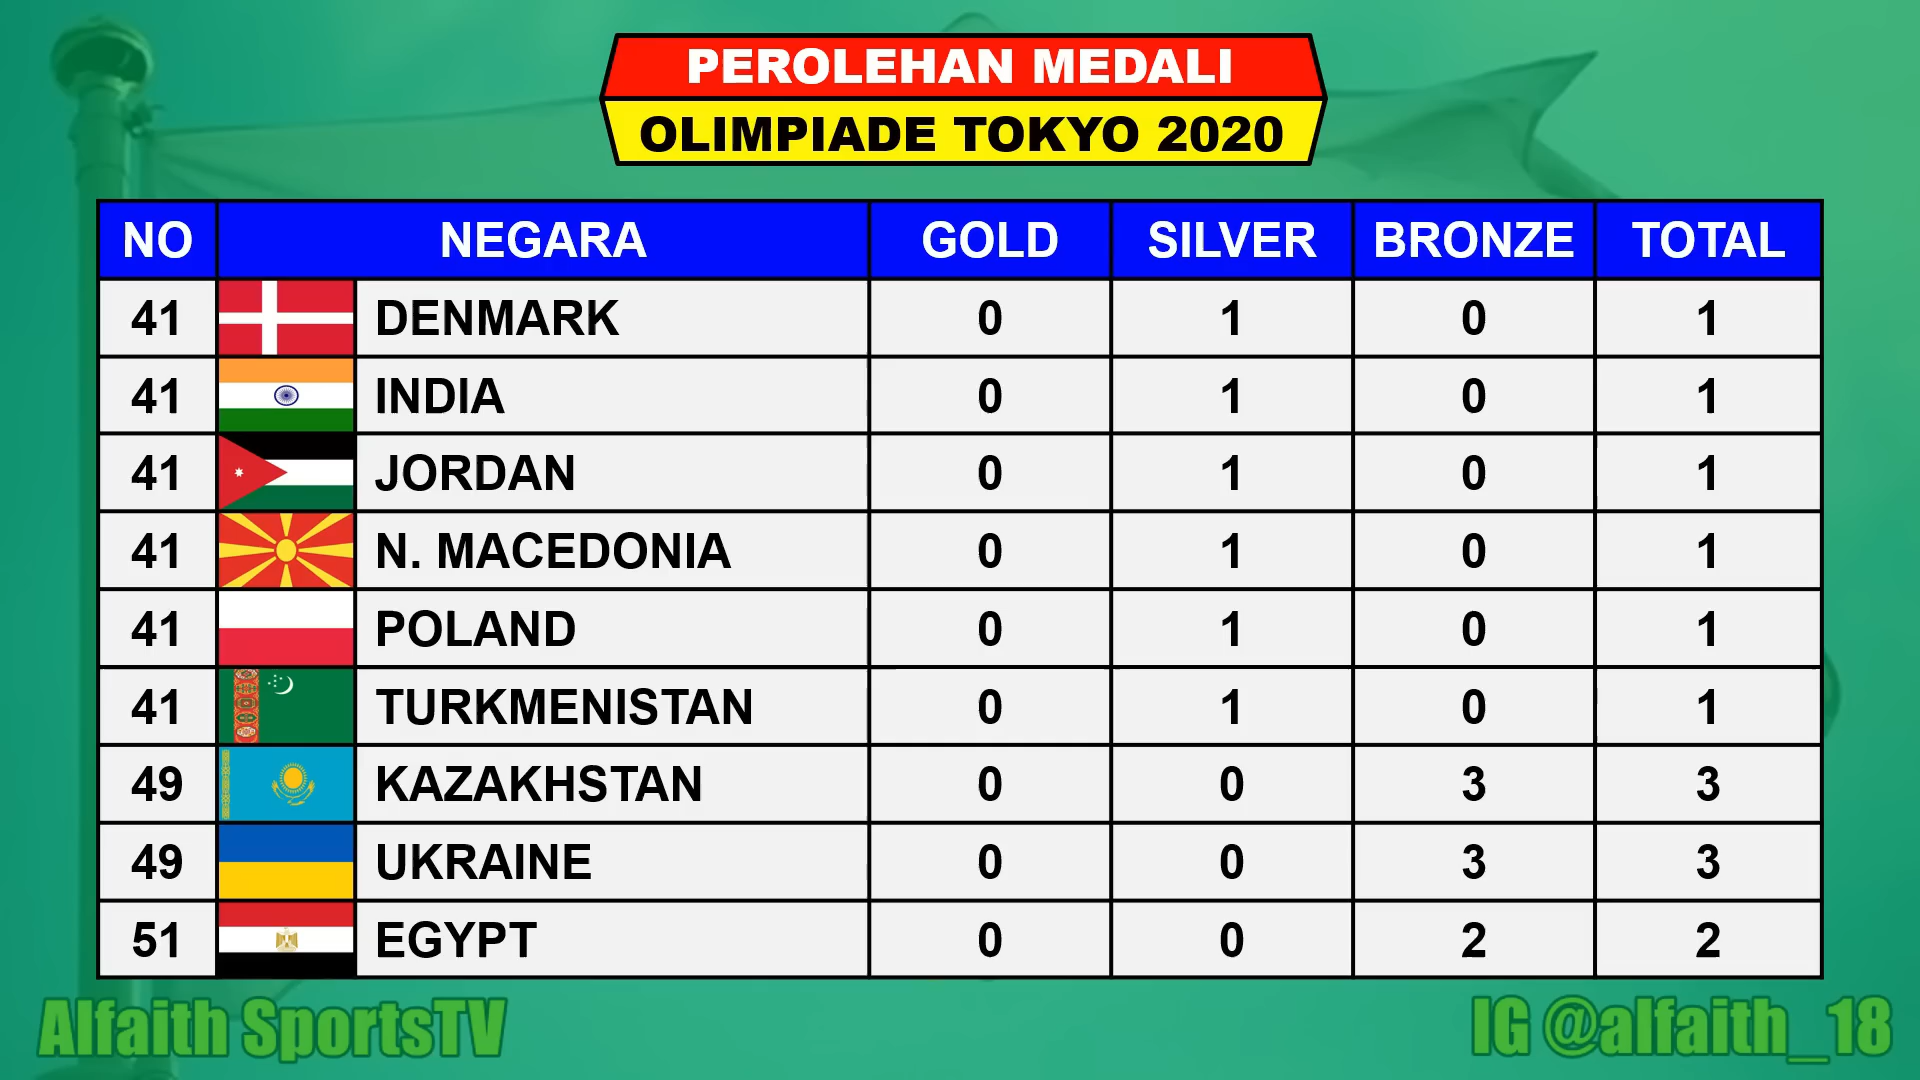 PEROLEHAN MEDALI
OLIMPIADE TOKYO 2020
NO NEGARA GOLD SILVER BRONZE TOTAL
41 DENMARK 0 1 0 1
41 INDIA 0 1 0 1
41 JORDAN 0 1 0 1
41 N. MACEDONIA 0 1 0 1
41 POLAND 0 1 0 1
41 TURKMENISTAN 0 1 0 1
49 KAZAKHSTAN 0 0 3 3
49 UKRAINE 0 0 3 3
51 EGYPT 0 0 2 2
Alfaith SportsTV IG @alfaith_18